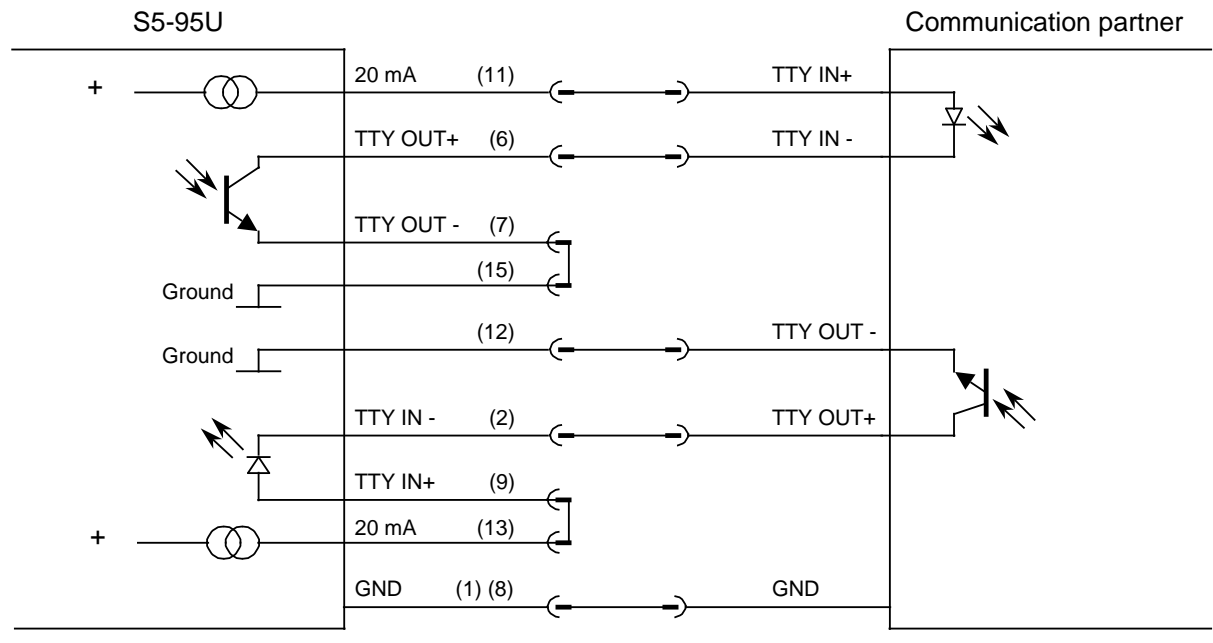 S5-95U Communication partner
+ 20 mA (11) TTY IN+
TTY OUT+ (6) TTY IN -
TTY OUT - (7)
(15)
Ground
(12) TTY OUT -
Ground
TTY IN - (2) TTY OUT+
TTY IN+ (9)
+ 20 mA (13)
GND (1) (8) GND